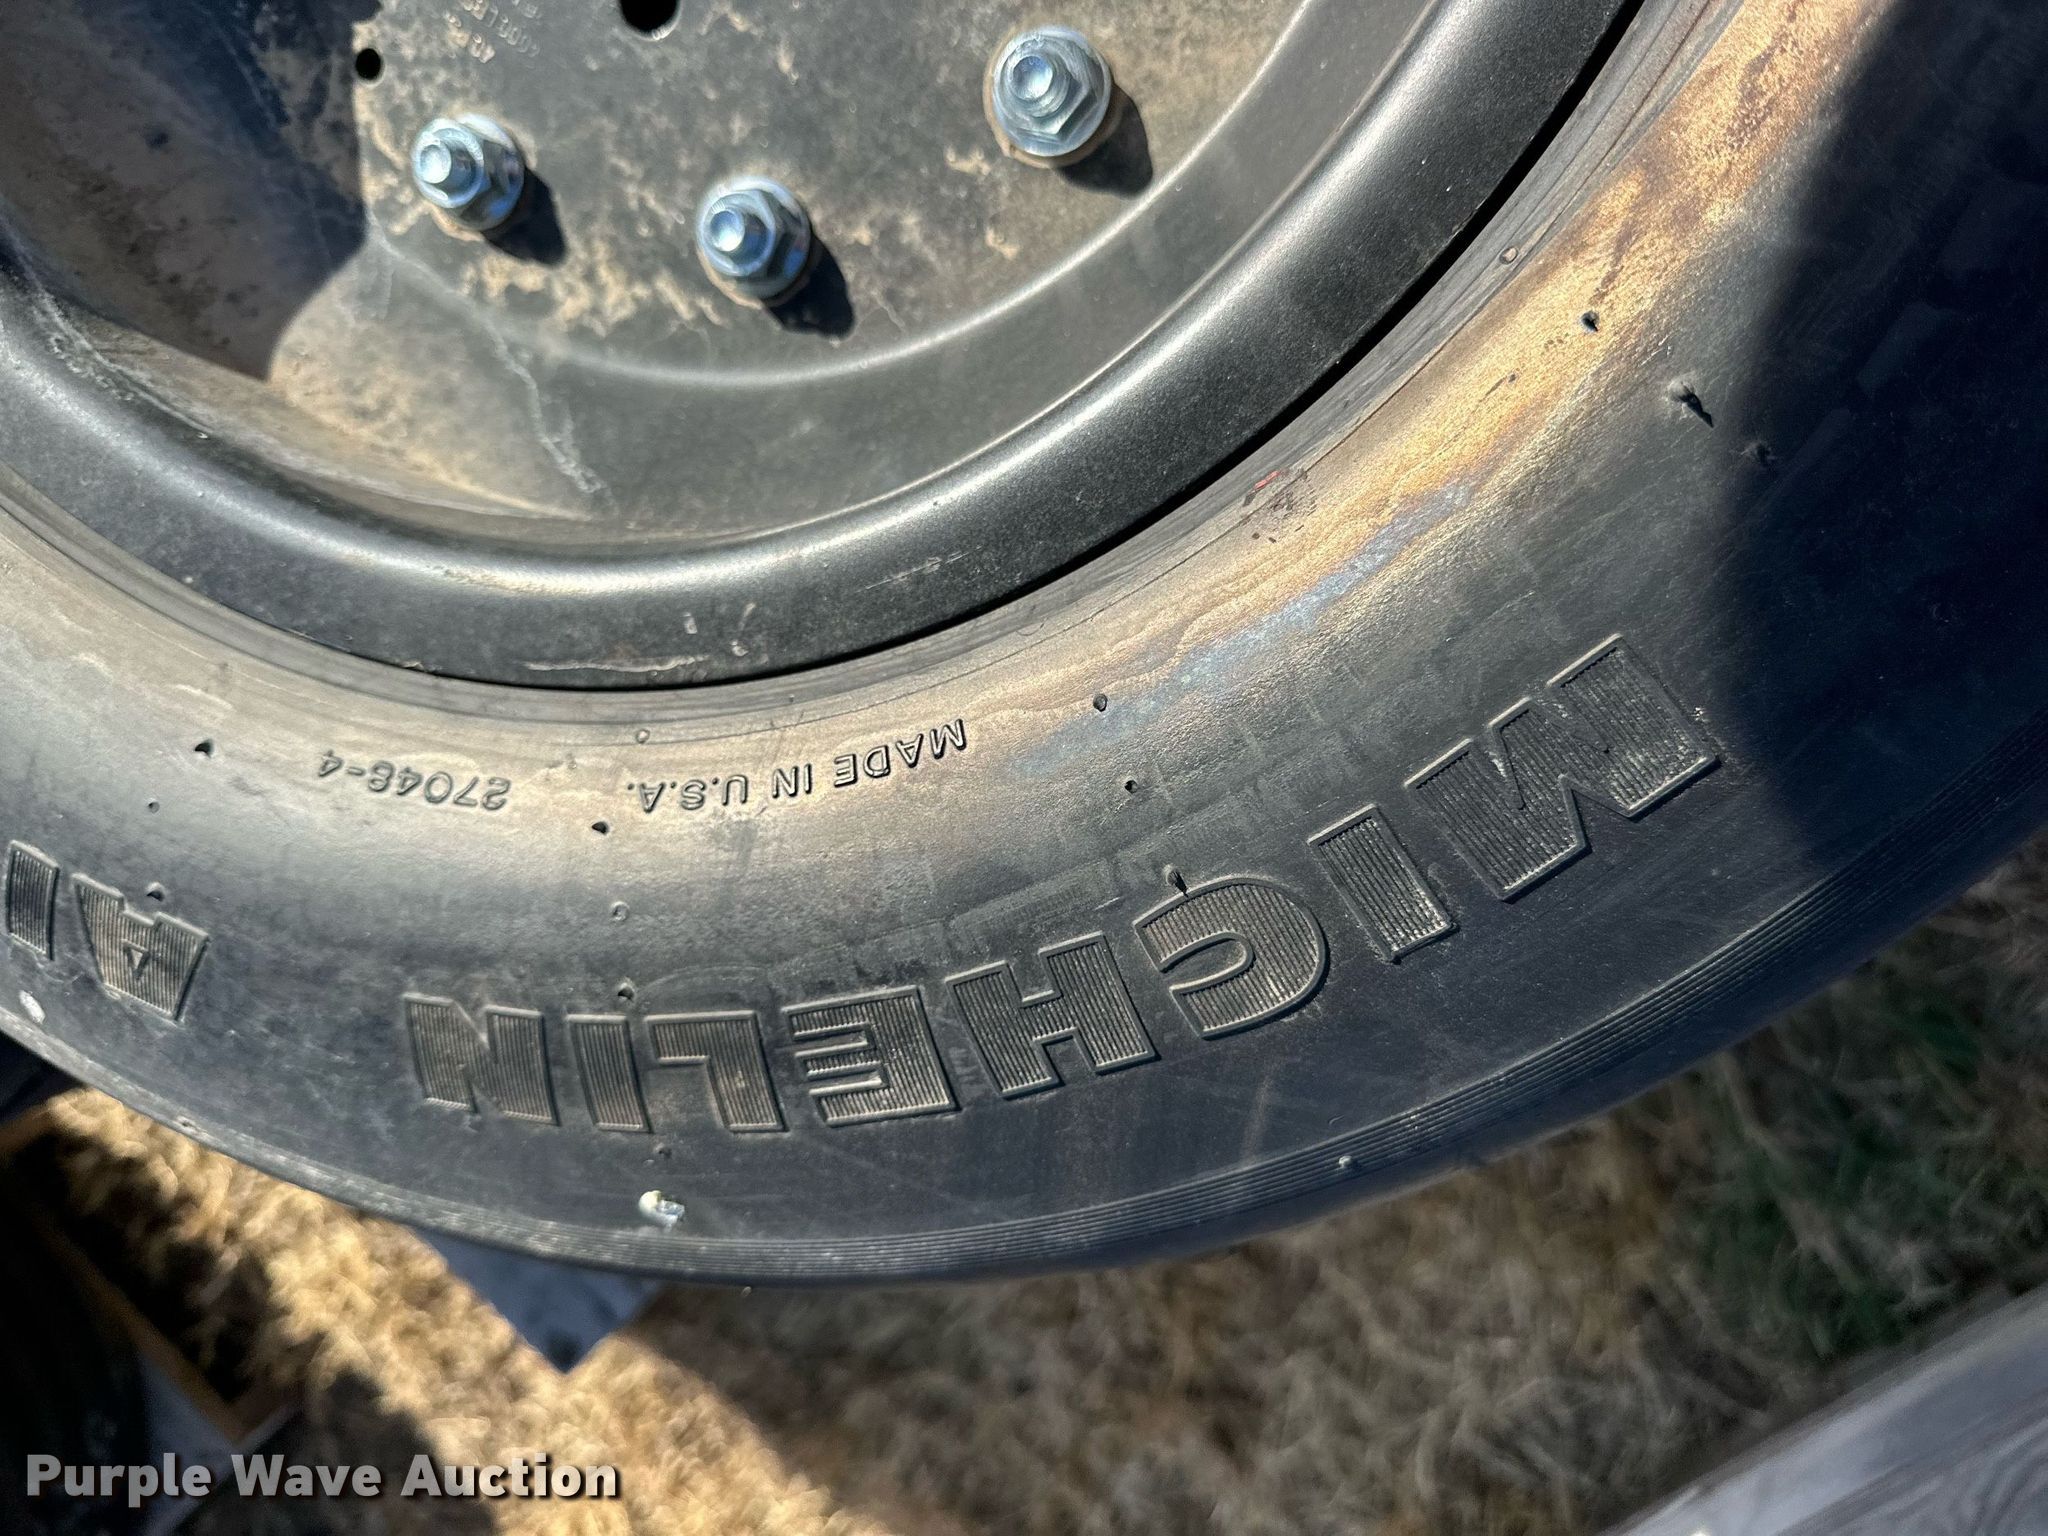 MADE IN U.S.A. 27048-4
MICHELIN
Purple Wave Auction